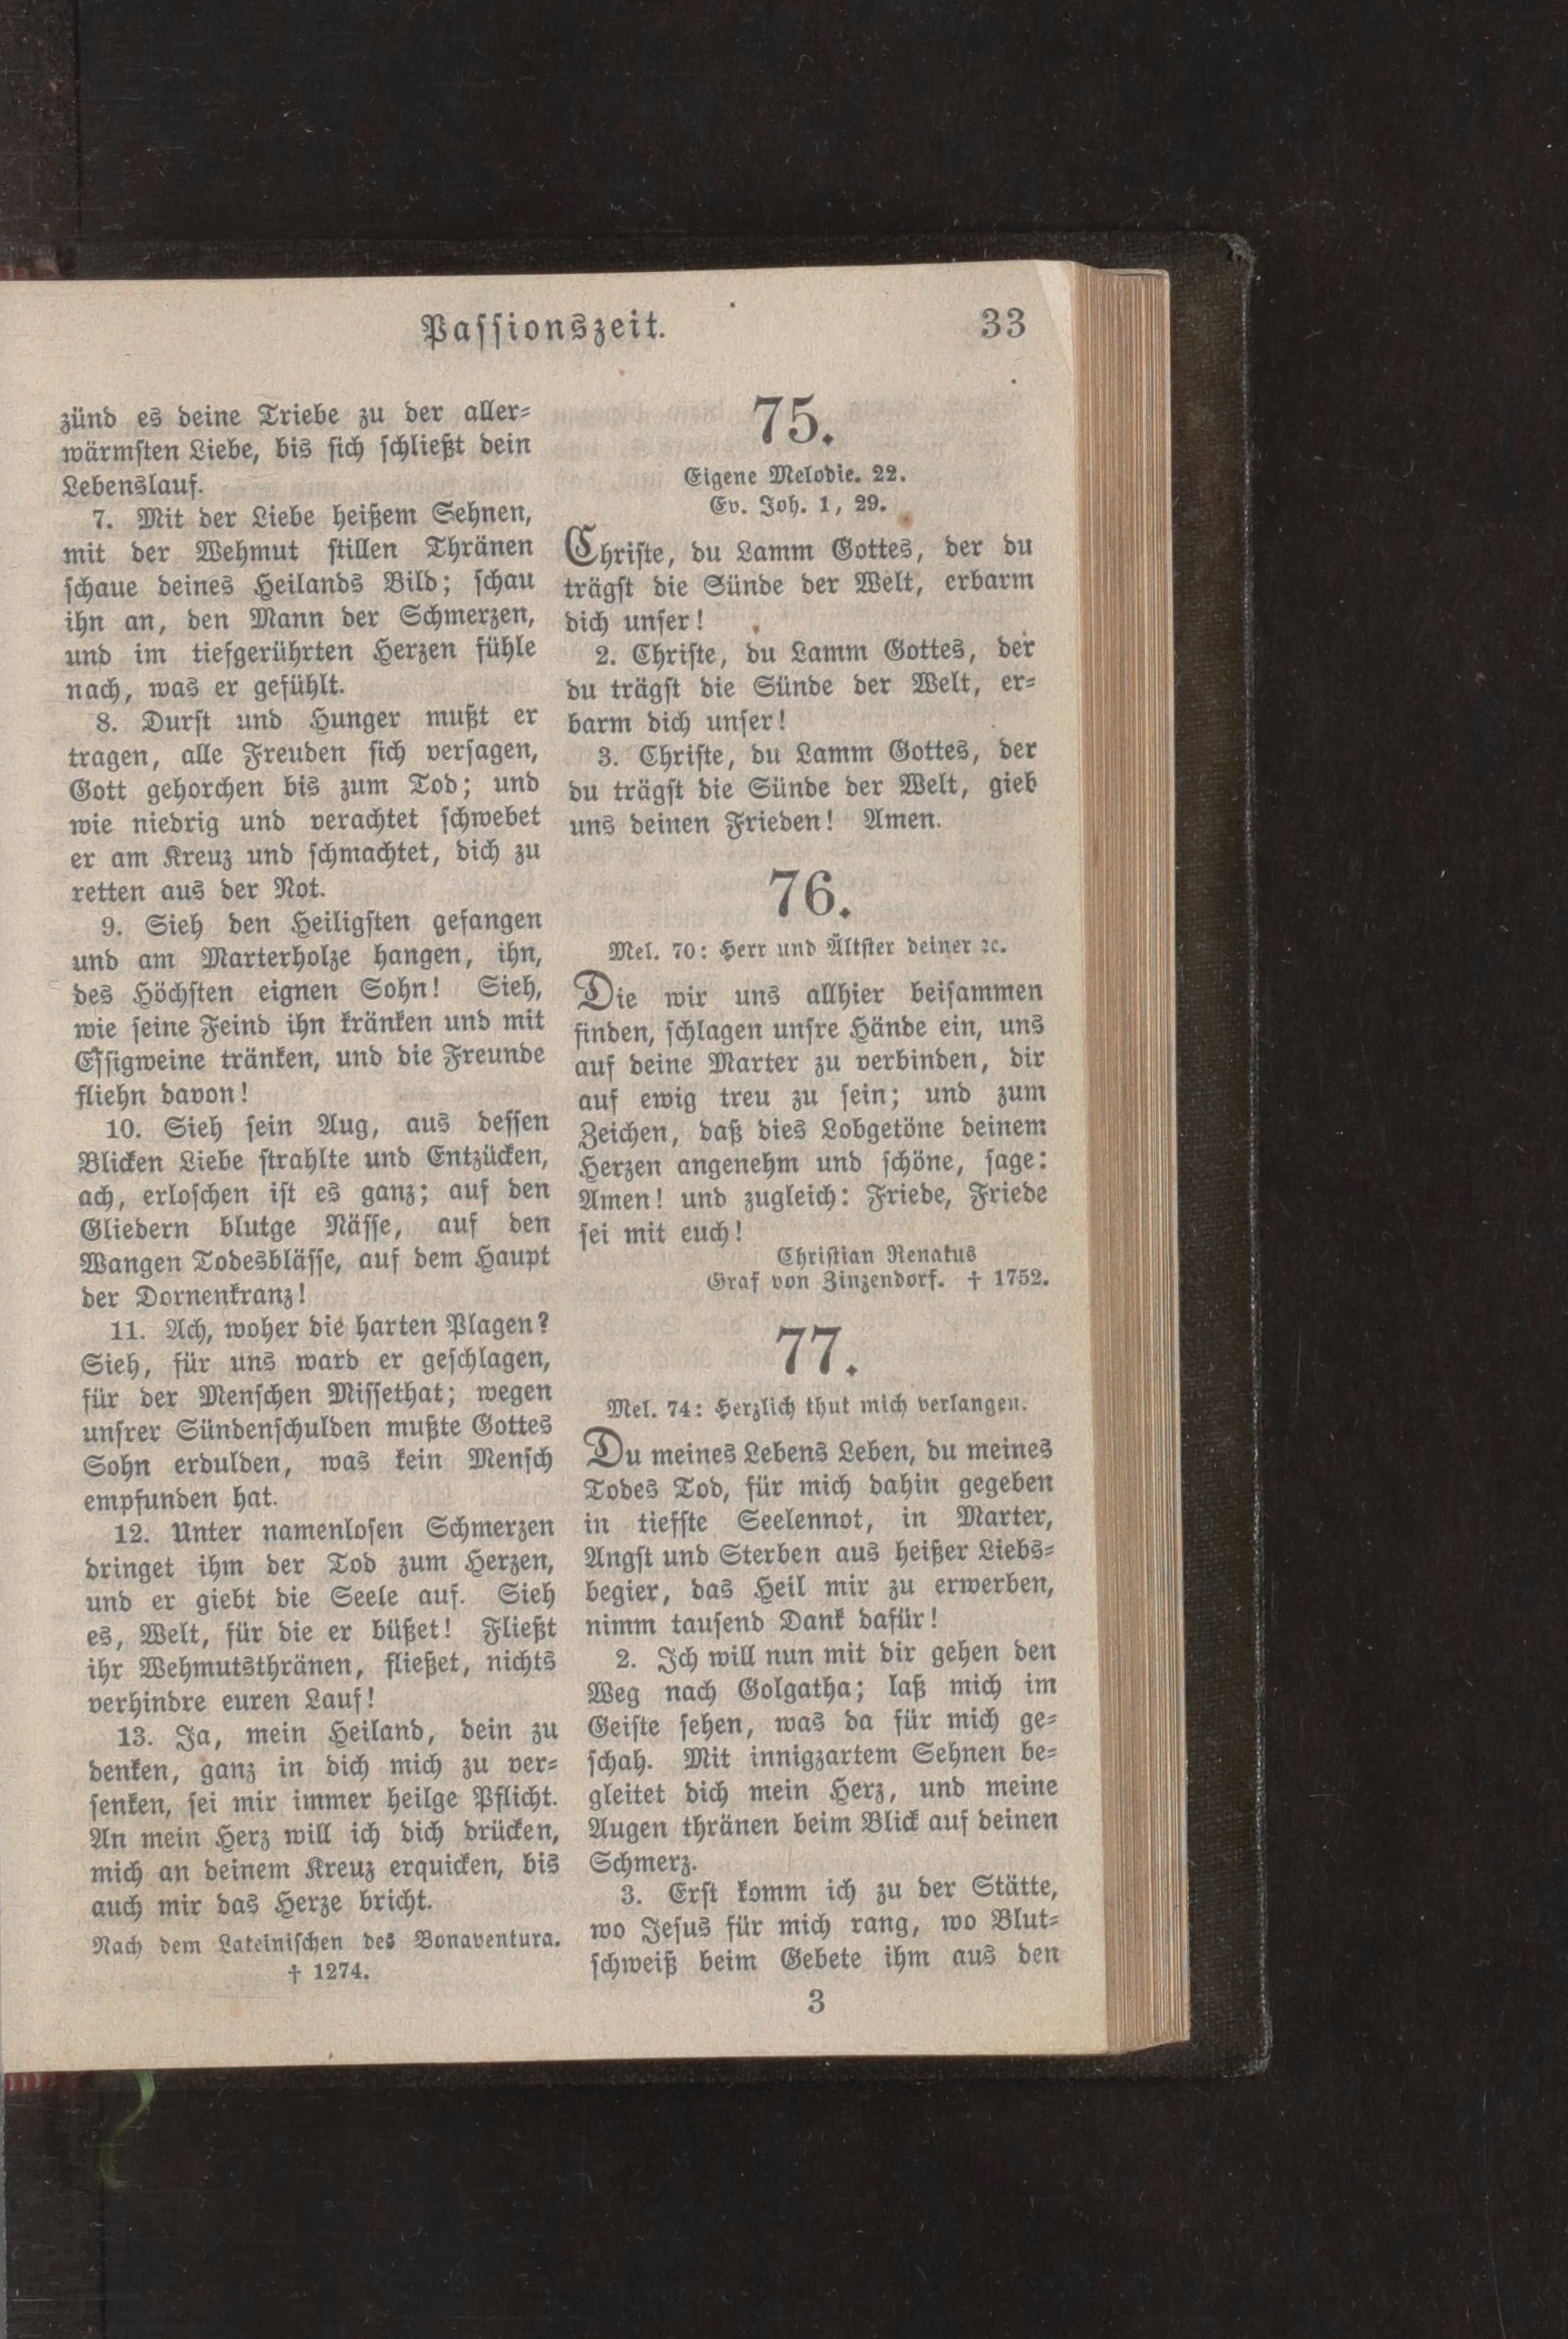 Passionszeit.
33
zünd es deine Triebe zu der aller-
wärmsten Liebe, bis sich schließt dein
Lebenslauf.
7. Mit der Liebe heißem Sehnen,
mit der Wehmut stillen Thränen
schaue deines Heilands Bild; schau
ihn an, den Mann der Schmerzen,
und im tiefgerührten Herzen fühle
nach, was er gefühlt.
8. Durst und Hunger mußt er
tragen, alle Freuden sich versagen,
Gott gehorchen bis zum Tod; und
wie niedrig und verachtet schwebet
er am Kreuz und schmachtet, dich zu
retten aus der Not.
9. Sieh den Heiligsten gefangen
und am Marterholze hangen, ihn,
des Höchsten eignen Sohn! Sieh,
wie seine Feind ihn kränken und mit
Essigweine tränken, und die Freunde
fliehn davon!
10. Sieh sein Aug, aus dessen
Blicken Liebe strahlte und Entzücken,
ach, erloschen ist es ganz; auf den
Gliedern blutge Nässe, auf den
Wangen Todesblässe, auf dem Haupt
der Dornenkranz!
11. Ach, woher die harten Plagen?
Sieh, für uns ward er geschlagen,
für der Menschen Missethat; wegen
unsrer Sündenschulden mußte Gottes
Sohn erdulden, was kein Mensch
empfunden hat.
12. Unter namenlosen Schmerzen
dringet ihm der Tod zum Herzen,
und er giebt die Seele auf. Sieh
es, Welt, für die er büßet! Fließt
ihr Wehmutsthränen, fließet, nichts
verhindre euren Lauf!
13. Ja, mein Heiland, dein zu
denken, ganz in dich mich zu ver-
senken, sei mir immer heilge Pflicht.
An mein Herz will ich dich drücken,
mich an deinem Kreuz erquicken, bis
auch mir das Herze bricht.
Nach dem Lateinischen des Bonaventura.
† 1274.
75.
Eigene Melodie. 22.
Ev. Joh. 1, 29.
Christe, du Lamm Gottes, der du
trägst die Sünde der Welt, erbarm
dich unser!
2. Christe, du Lamm Gottes, der
du trägst die Sünde der Welt, er-
barm dich unser!
3. Christe, du Lamm Gottes, der
du trägst die Sünde der Welt, gieb
uns deinen Frieden! Amen.
76.
Mel. 70: Herr und Ältster deiner ꝛc.
Die wir uns allhier beisammen
finden, schlagen unsre Hände ein, uns
auf deine Marter zu verbinden, dir
auf ewig treu zu sein; und zum
Zeichen, daß dies Lobgetöne deinem
Herzen angenehm und schöne, sage:
Amen! und zugleich: Friede, Friede
sei mit euch!
Christian Renatus
Graf von Zinzendorf. † 1752.
77.
Mel. 74: Herzlich thut mich verlangen.
Du meines Lebens Leben, du meines
Todes Tod, für mich dahin gegeben
in tiefste Seelennot, in Marter,
Angst und Sterben aus heißer Liebs-
begier, das Heil mir zu erwerben,
nimm tausend Dank dafür!
2. Ich will nun mit dir gehen den
Weg nach Golgatha; laß mich im
Geiste sehen, was da für mich ge-
schah. Mit innigzartem Sehnen be-
gleitet dich mein Herz, und meine
Augen thränen beim Blick auf deinen
Schmerz.
3. Erst komm ich zu der Stätte,
wo Jesus für mich rang, wo Blut-
schweiß beim Gebete ihm aus den
3